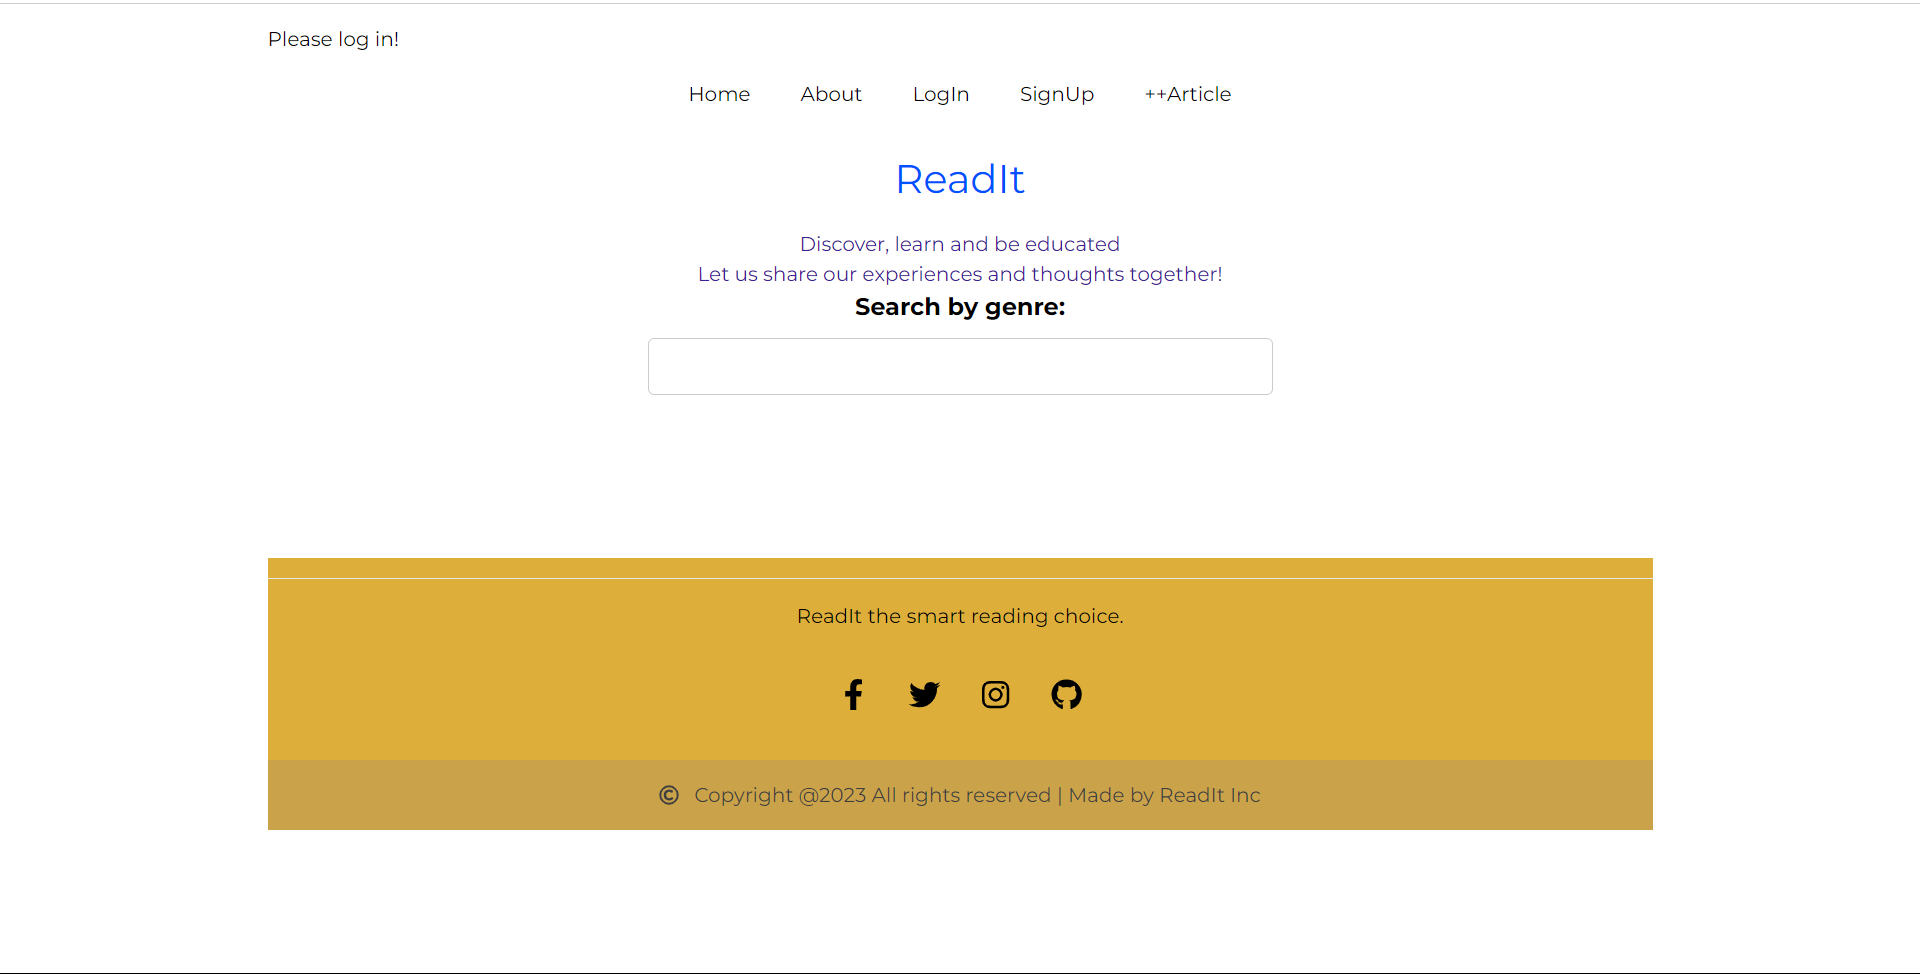 Please log in!
Home About LogIn SignUp ++Article
ReadIt
Discover, learn and be educated
Let us share our experiences and thoughts together!
Search by genre:
ReadIt the smart reading choice.
© Copyright @2023 All rights reserved | Made by ReadIt Inc